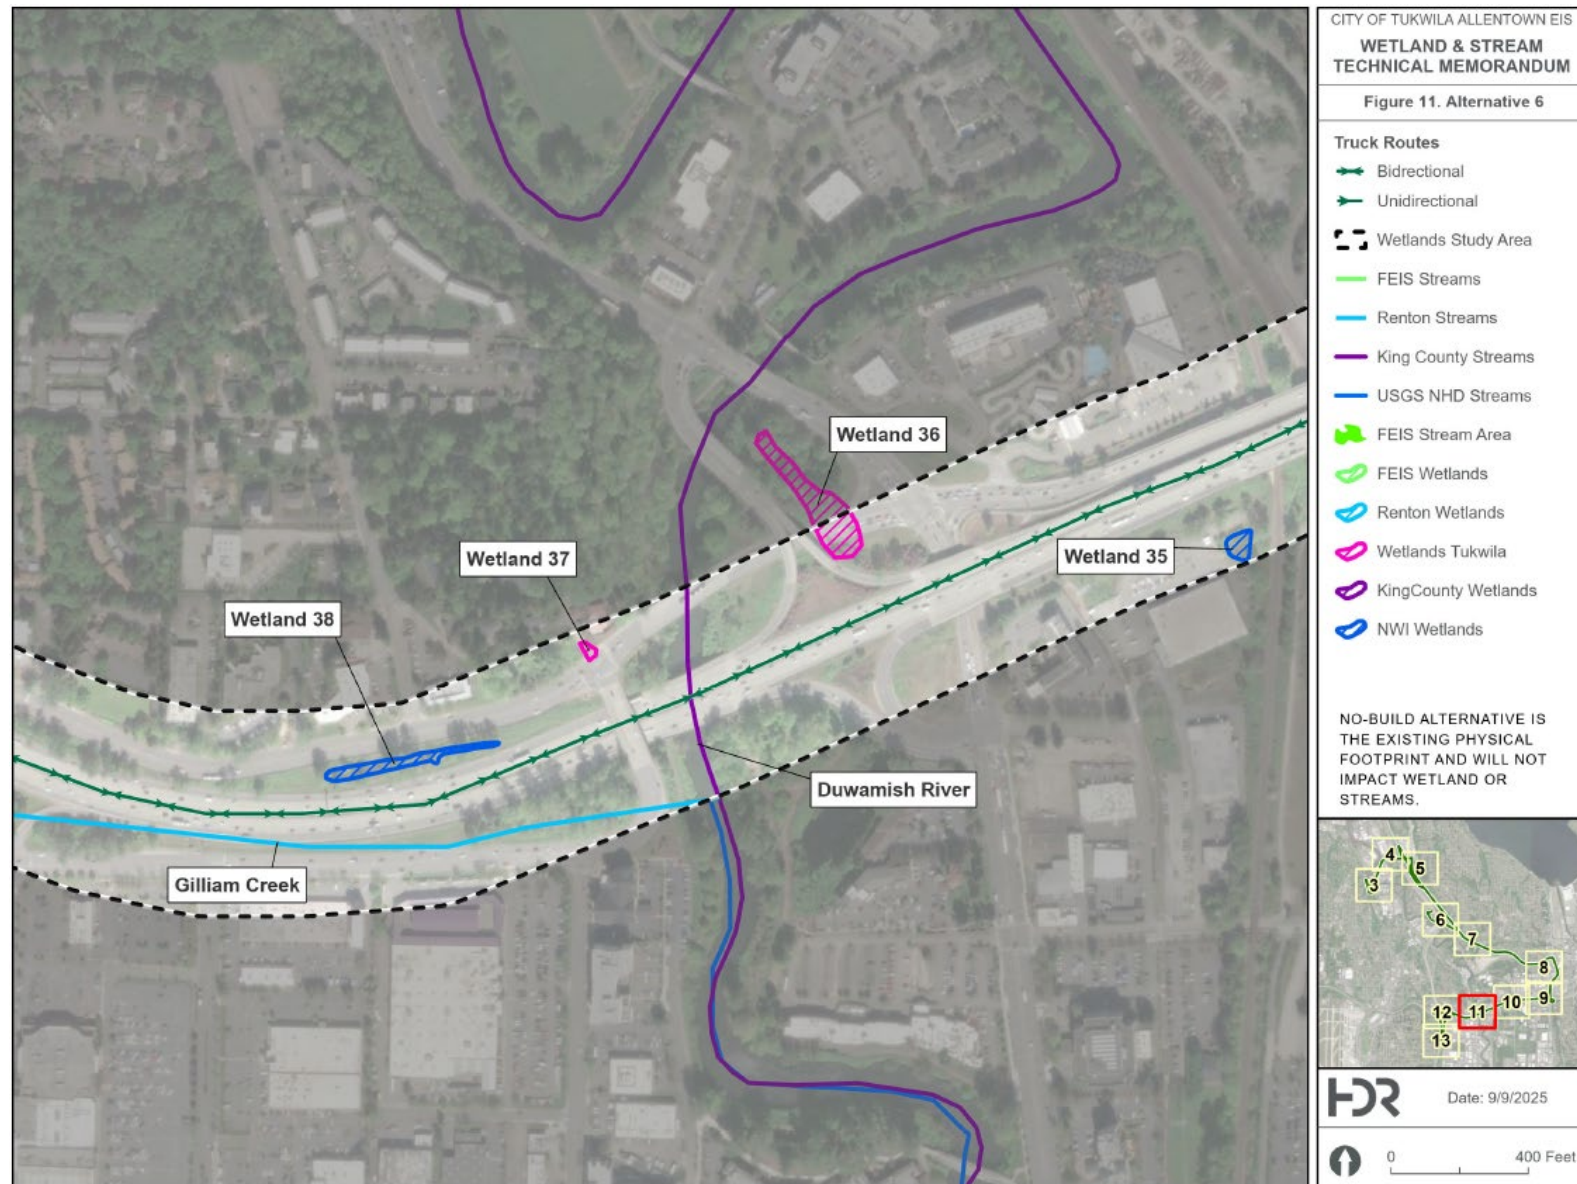 CITY OF TUKWILA ALLENTOWN EIS
WETLAND & STREAM
TECHNICAL MEMORANDUM
Figure 11. Alternative 6
Truck Routes
Bidrectional
Unidirectional
Wetlands Study Area
FEIS Streams
Renton Streams
King County Streams
USGS NHD Streams
FEIS Stream Area
FEIS Wetlands
Renton Wetlands
Wetlands Tukwila
KingCounty Wetlands
NWI Wetlands
NO-BUILD ALTERNATIVE IS
THE EXISTING PHYSICAL
FOOTPRINT AND WILL NOT
IMPACT WETLAND OR
STREAMS.
Wetland 36
Wetland 35
Wetland 37
Wetland 38
Duwamish River
Gilliam Creek
4
5
3
6
7
8
9
10
11
12
13
HDR
Date: 9/9/2025
0 400 Feet